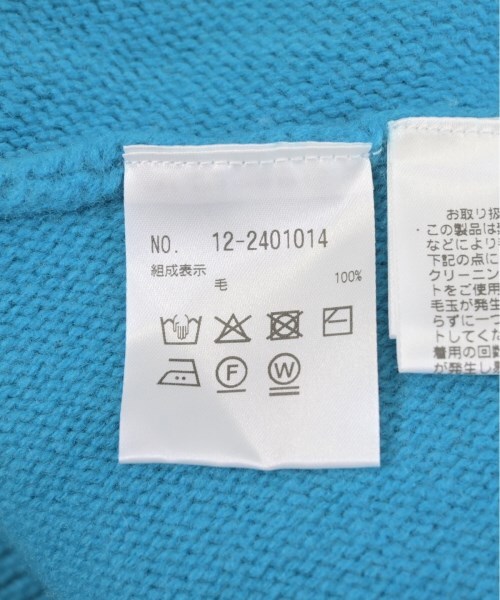 NO. 12-2401014
組成表示
毛 100%
F W
お取り扱
・この製品は
などにより
下記の点に
クリーニン
トをご使用
毛玉が発生
らずに一
トしてくだ
着用の回数
が発生し